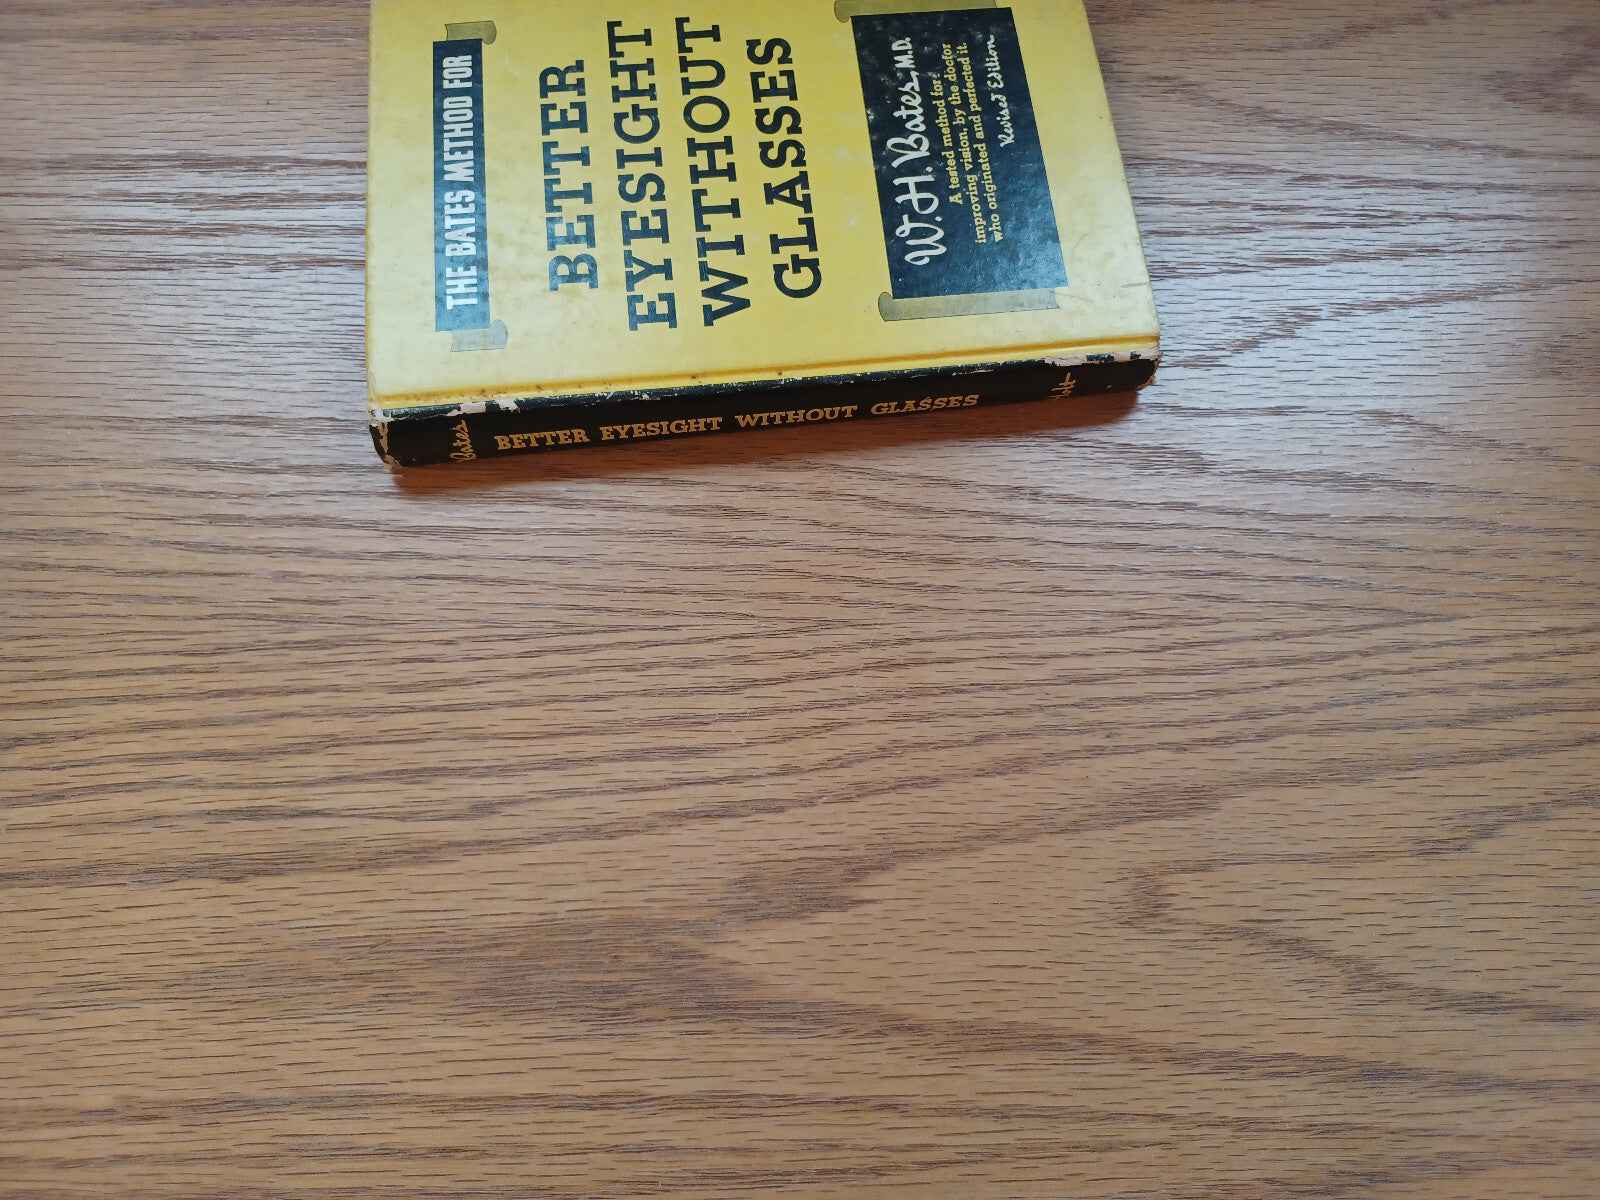 THE BATES METHOD FOR
BETTER
EYESIGHT
WITHOUT
GLASSES
W. H. Bates, M.D.
A tested method for
improving vision, by the doctor
who originated and perfected it.
Revised Edition
Bates BETTER EYESIGHT WITHOUT GLASSES Holt